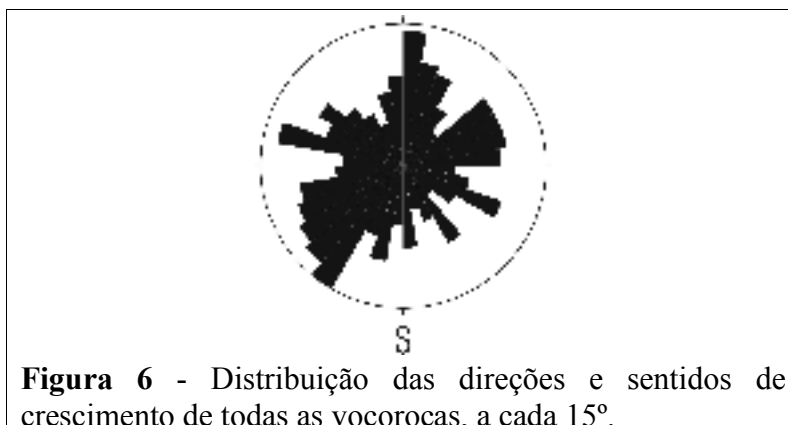 S
Figura 6 - Distribuição das direções e sentidos de
crescimento de todas as voçorocas, a cada 15º.